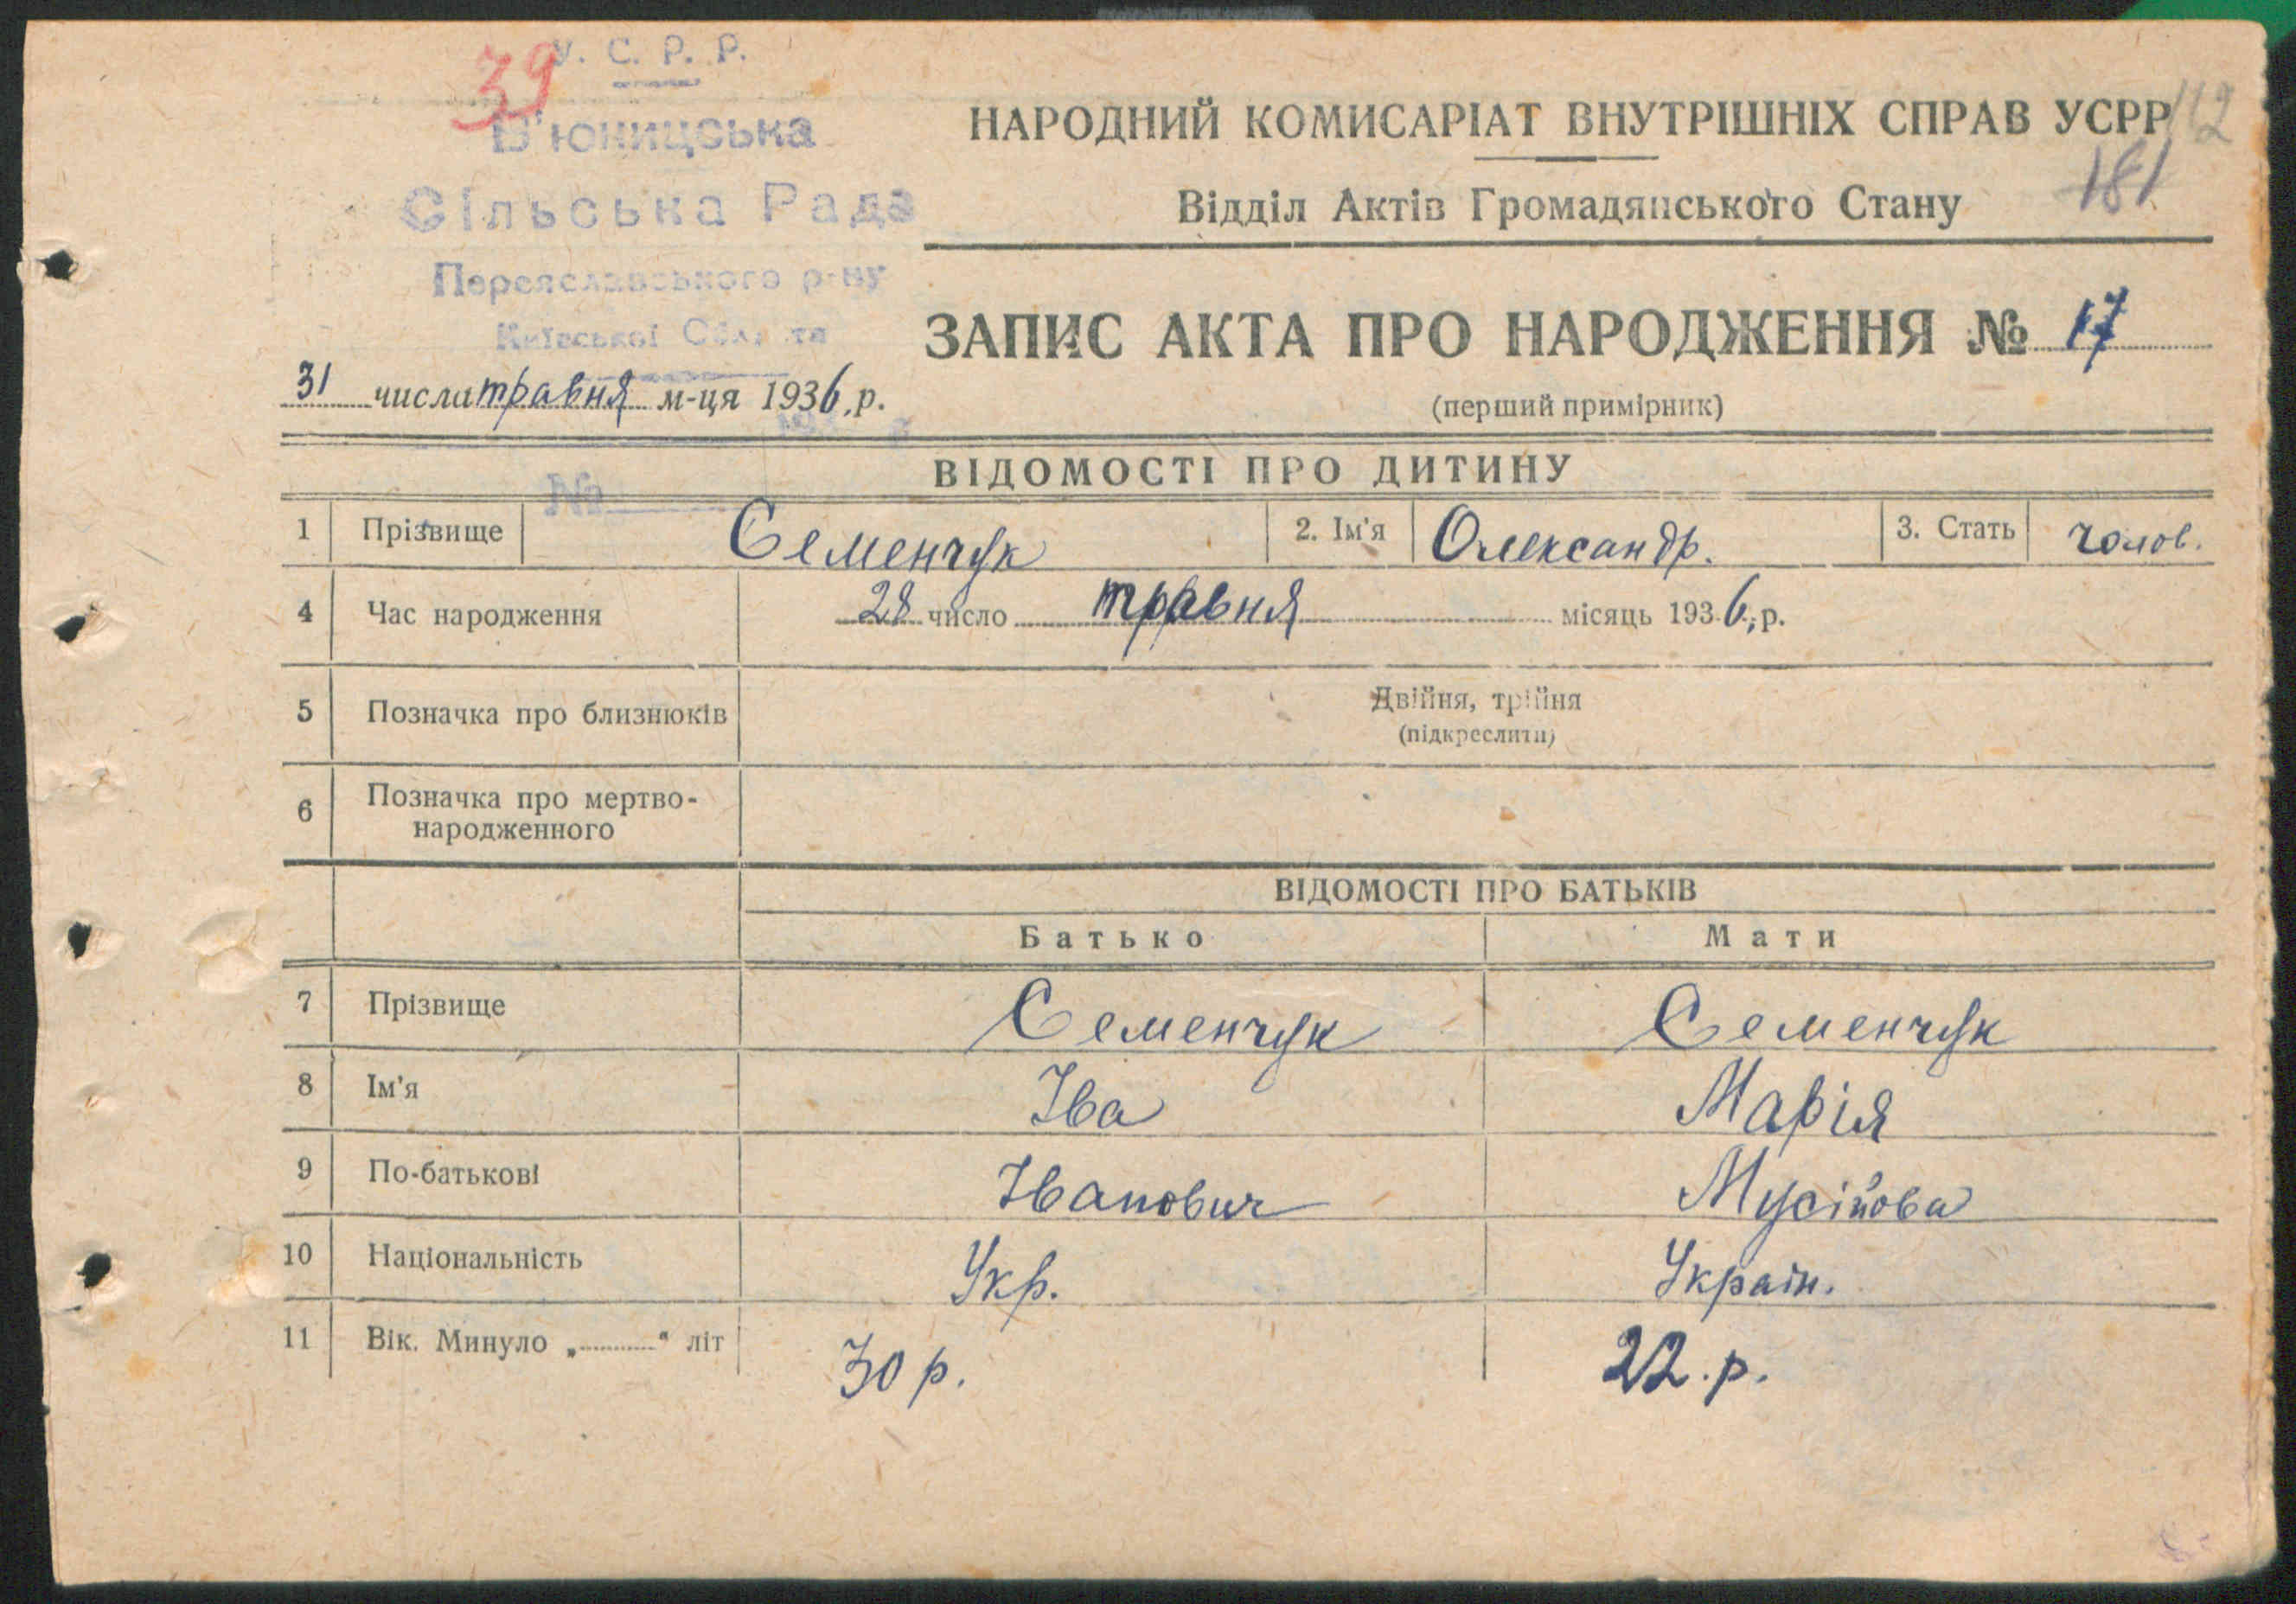 39
У. С. Р. Р.
В'юницська
Сільська Рада
Переяславського р-ну
Київської
112
НАРОДНИЙ КОМИСАРІАТ ВНУТРІШНІХ СПРАВ УСРР
181
Відділ Актів Громадянського Стану
ЗАПИС АКТА ПРО НАРОДЖЕННЯ № 17
31 числа травня м-ця 1936, р.
(перший примірник)
№
ВІДОМОСТІ ПРО ДИТИНУ
1 Прізвище Семенчук 2. Ім'я Олександр. 3. Стать чолов.
4 Час народження 28 число травня місяць 1936, р.
5 Позначка про близнюків Двійня, трійня
(підкреслити)
6 Позначка про мертво-
народженного
ВІДОМОСТІ ПРО БАТЬКІВ
Батько Мати
7 Прізвище Семенчук Семенчук
8 Ім'я Іва Марія
9 По-батькові Іванович Мусійова
10 Національність Укр. Україн.
11 Вік. Минуло „..........“ літ 30 р. 22. р.